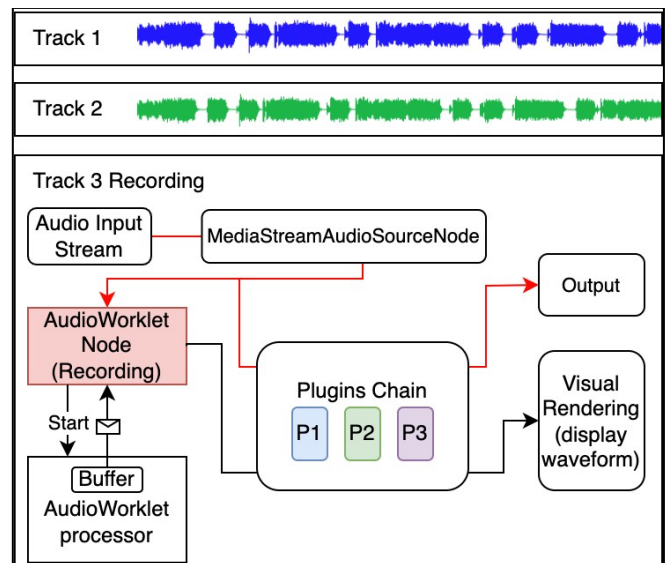 Track 1
Track 2
Track 3 Recording
Audio Input
Stream
MediaStreamAudioSourceNode
Output
AudioWorklet
Node
(Recording)
Plugins Chain
P1 P2 P3
Visual
Rendering
(display
waveform)
Start
Buffer
AudioWorklet
processor